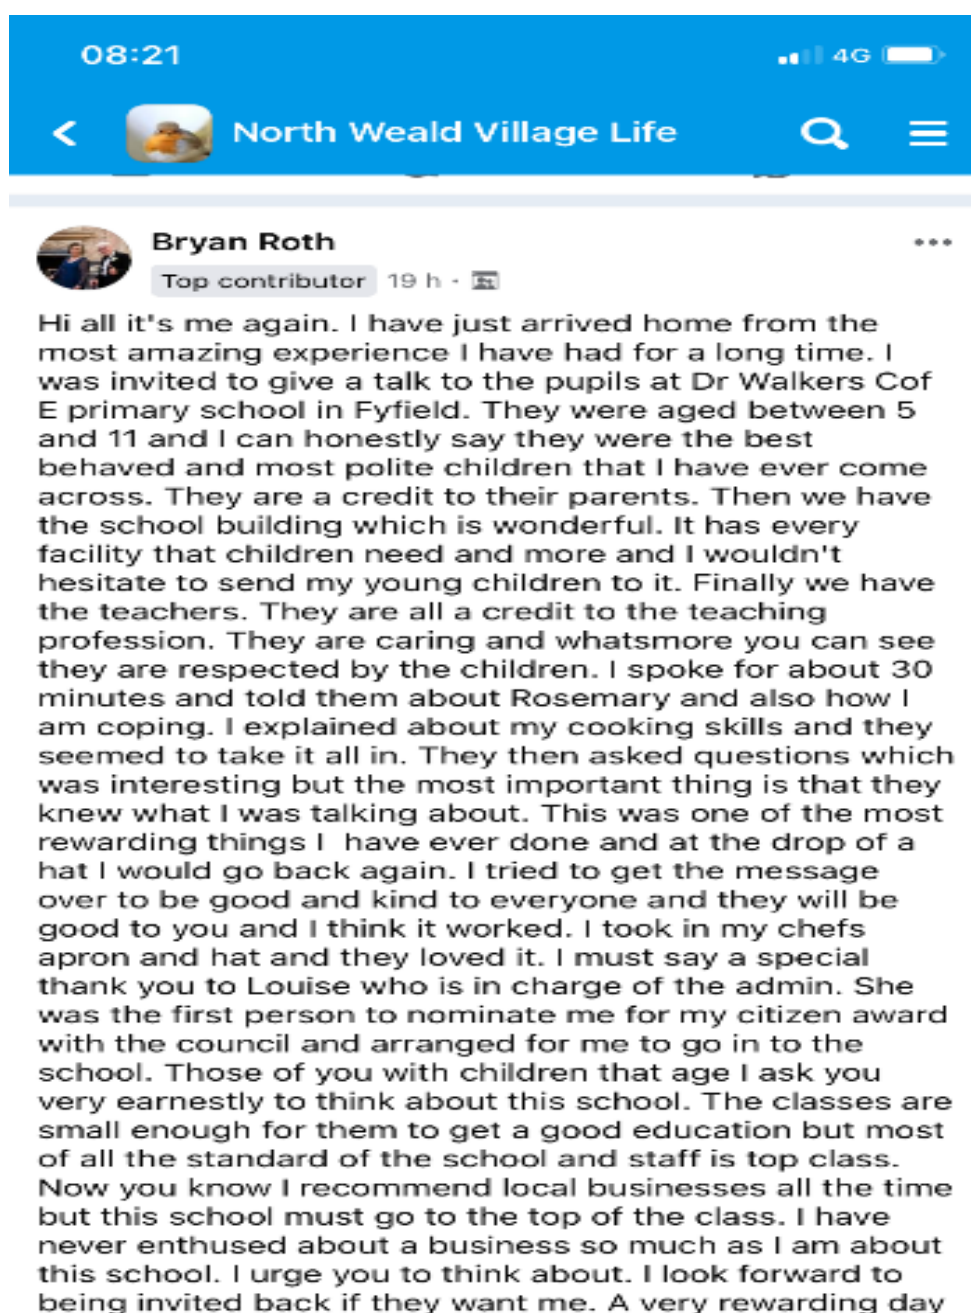 08:21
4G
North Weald Village Life
Bryan Roth
Top contributor 19 h ·
Hi all it's me again. I have just arrived home from the
most amazing experience I have had for a long time. I
was invited to give a talk to the pupils at Dr Walkers Cof
E primary school in Fyfield. They were aged between 5
and 11 and I can honestly say they were the best
behaved and most polite children that I have ever come
across. They are a credit to their parents. Then we have
the school building which is wonderful. It has every
facility that children need and more and I wouldn't
hesitate to send my young children to it. Finally we have
the teachers. They are all a credit to the teaching
profession. They are caring and whatsmore you can see
they are respected by the children. I spoke for about 30
minutes and told them about Rosemary and also how I
am coping. I explained about my cooking skills and they
seemed to take it all in. They then asked questions which
was interesting but the most important thing is that they
knew what I was talking about. This was one of the most
rewarding things I  have ever done and at the drop of a
hat I would go back again. I tried to get the message
over to be good and kind to everyone and they will be
good to you and I think it worked. I took in my chefs
apron and hat and they loved it. I must say a special
thank you to Louise who is in charge of the admin. She
was the first person to nominate me for my citizen award
with the council and arranged for me to go in to the
school. Those of you with children that age I ask you
very earnestly to think about this school. The classes are
small enough for them to get a good education but most
of all the standard of the school and staff is top class.
Now you know I recommend local businesses all the time
but this school must go to the top of the class. I have
never enthused about a business so much as I am about
this school. I urge you to think about. I look forward to
being invited back if they want me. A very rewarding day